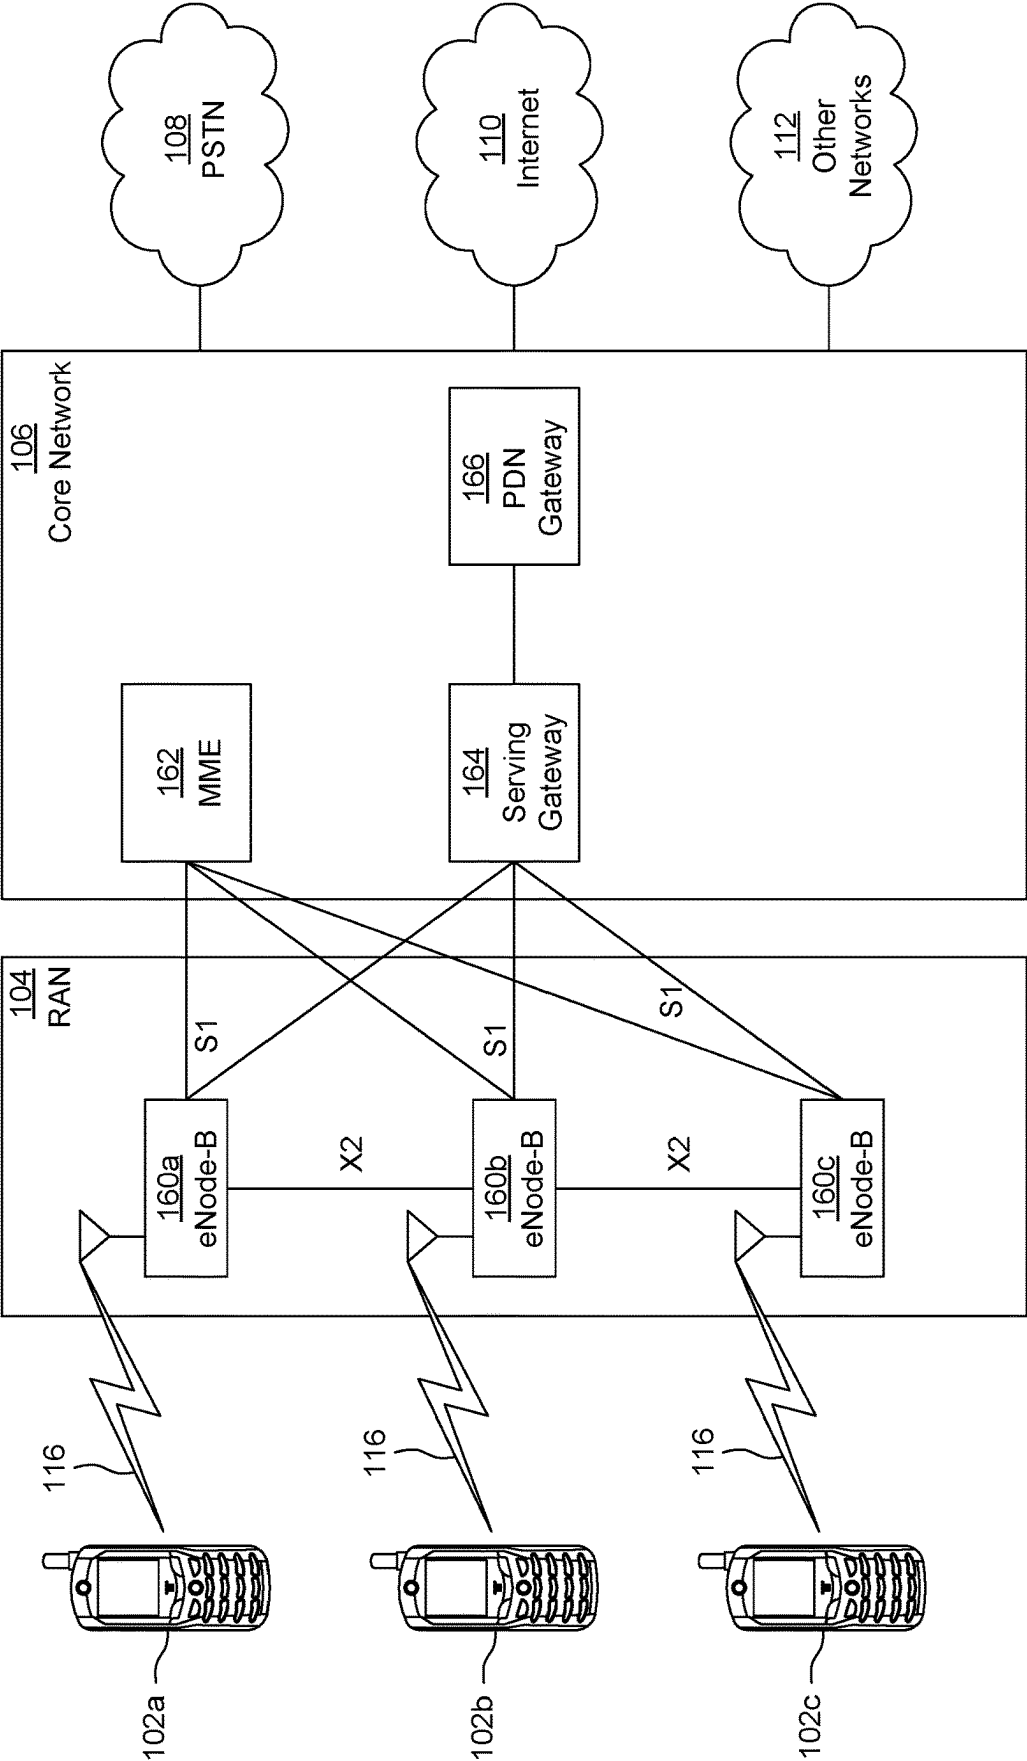 102a
102b
102c
116
116
116
104
RAN
160a
eNode-B
160b
eNode-B
160c
eNode-B
X2
X2
S1
S1
S1
106
Core Network
162
MME
164
Serving
Gateway
166
PDN
Gateway
108
PSTN
110
Internet
112
Other
Networks